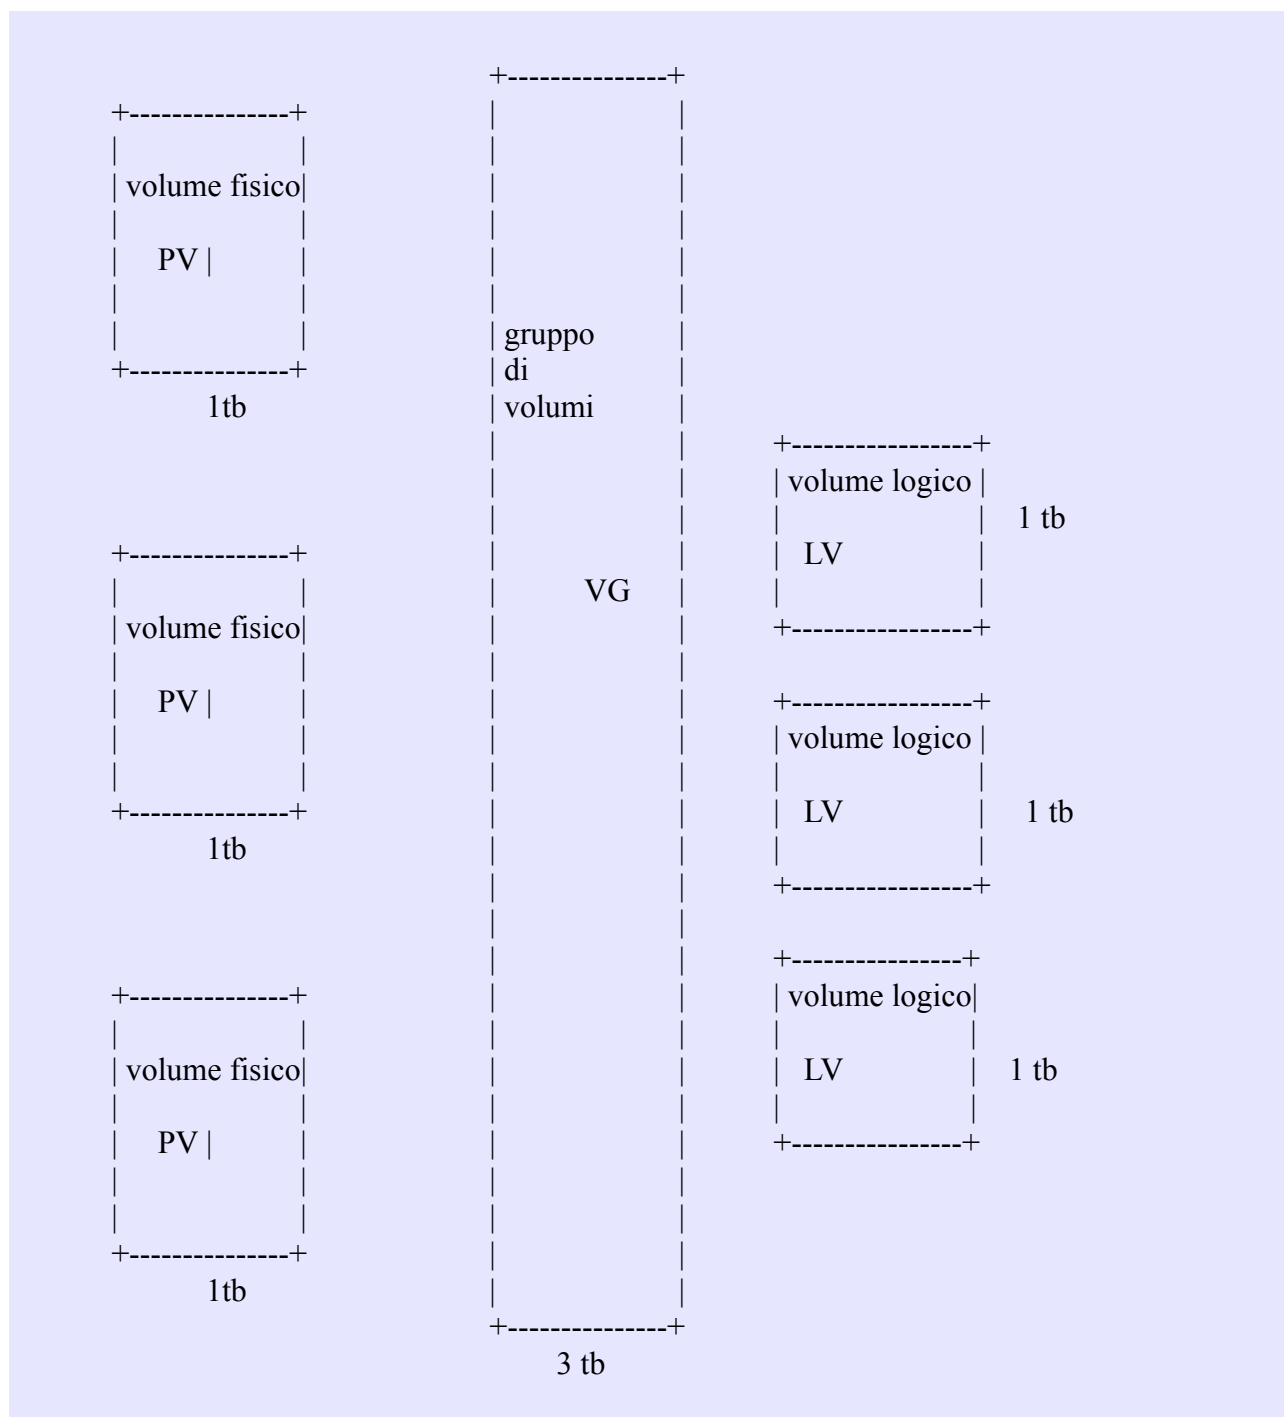 volume fisico
PV
1tb
volume fisico
PV
1tb
volume fisico
PV
1tb
gruppo
di
volumi
VG
3 tb
volume logico
LV
1 tb
volume logico
LV
1 tb
volume logico
LV
1 tb